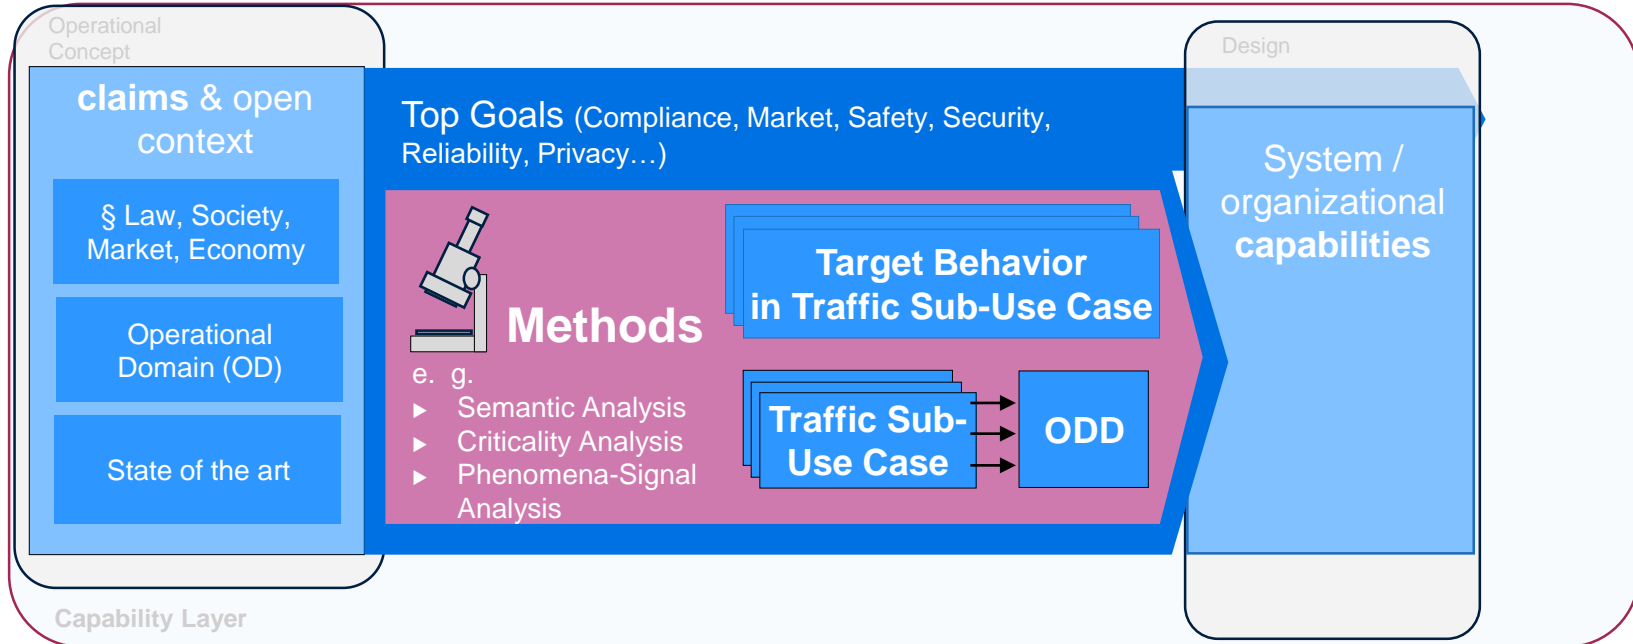 Operational
Concept
claims & open
context
§ Law, Society,
Market, Economy
Operational
Domain (OD)
State of the art
Top Goals (Compliance, Market, Safety, Security,
Reliability, Privacy…)
Methods
e. g.
► Semantic Analysis
► Criticality Analysis
► Phenomena-Signal
Analysis
Target Behavior
in Traffic Sub-Use Case
Traffic Sub-
Use Case
ODD
Design
System /
organizational
capabilities
Capability Layer